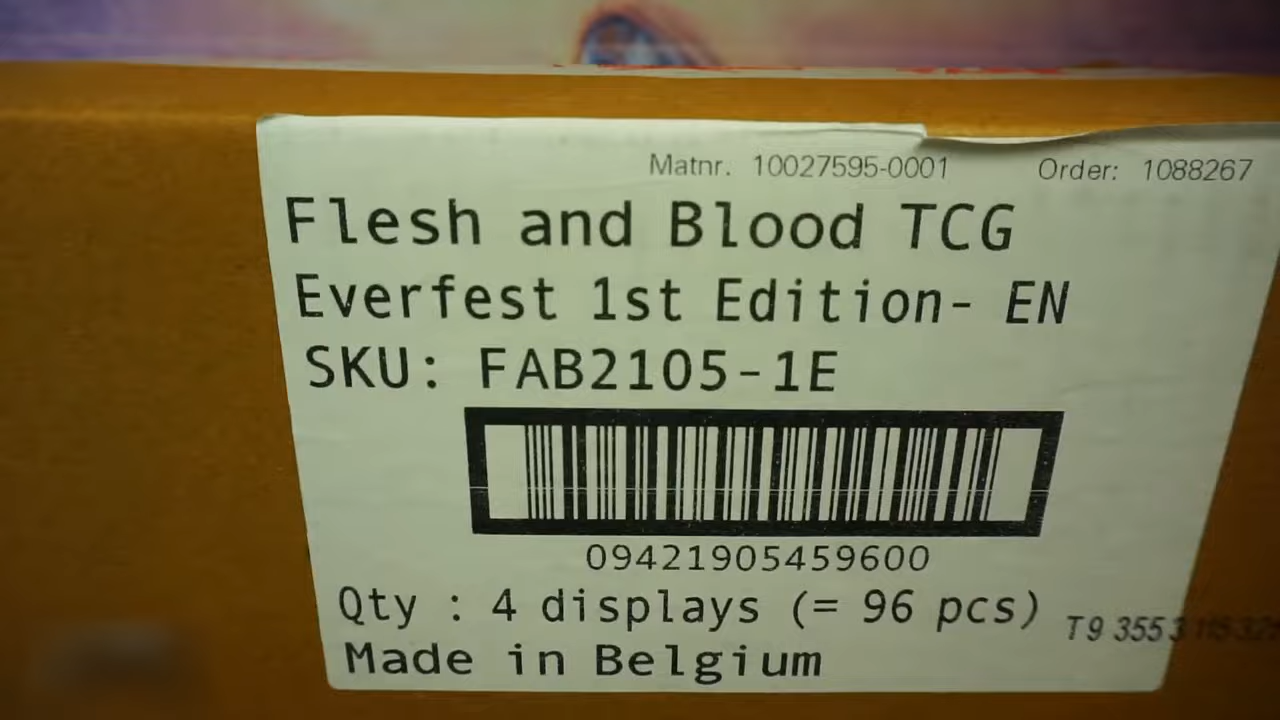 Matnr. 10027595-0001 Order: 1088267
Flesh and Blood TCG
Everfest 1st Edition- EN
SKU: FAB2105-1E
09421905459600
Qty : 4 displays (= 96 pcs)
T9 3553
Made in Belgium